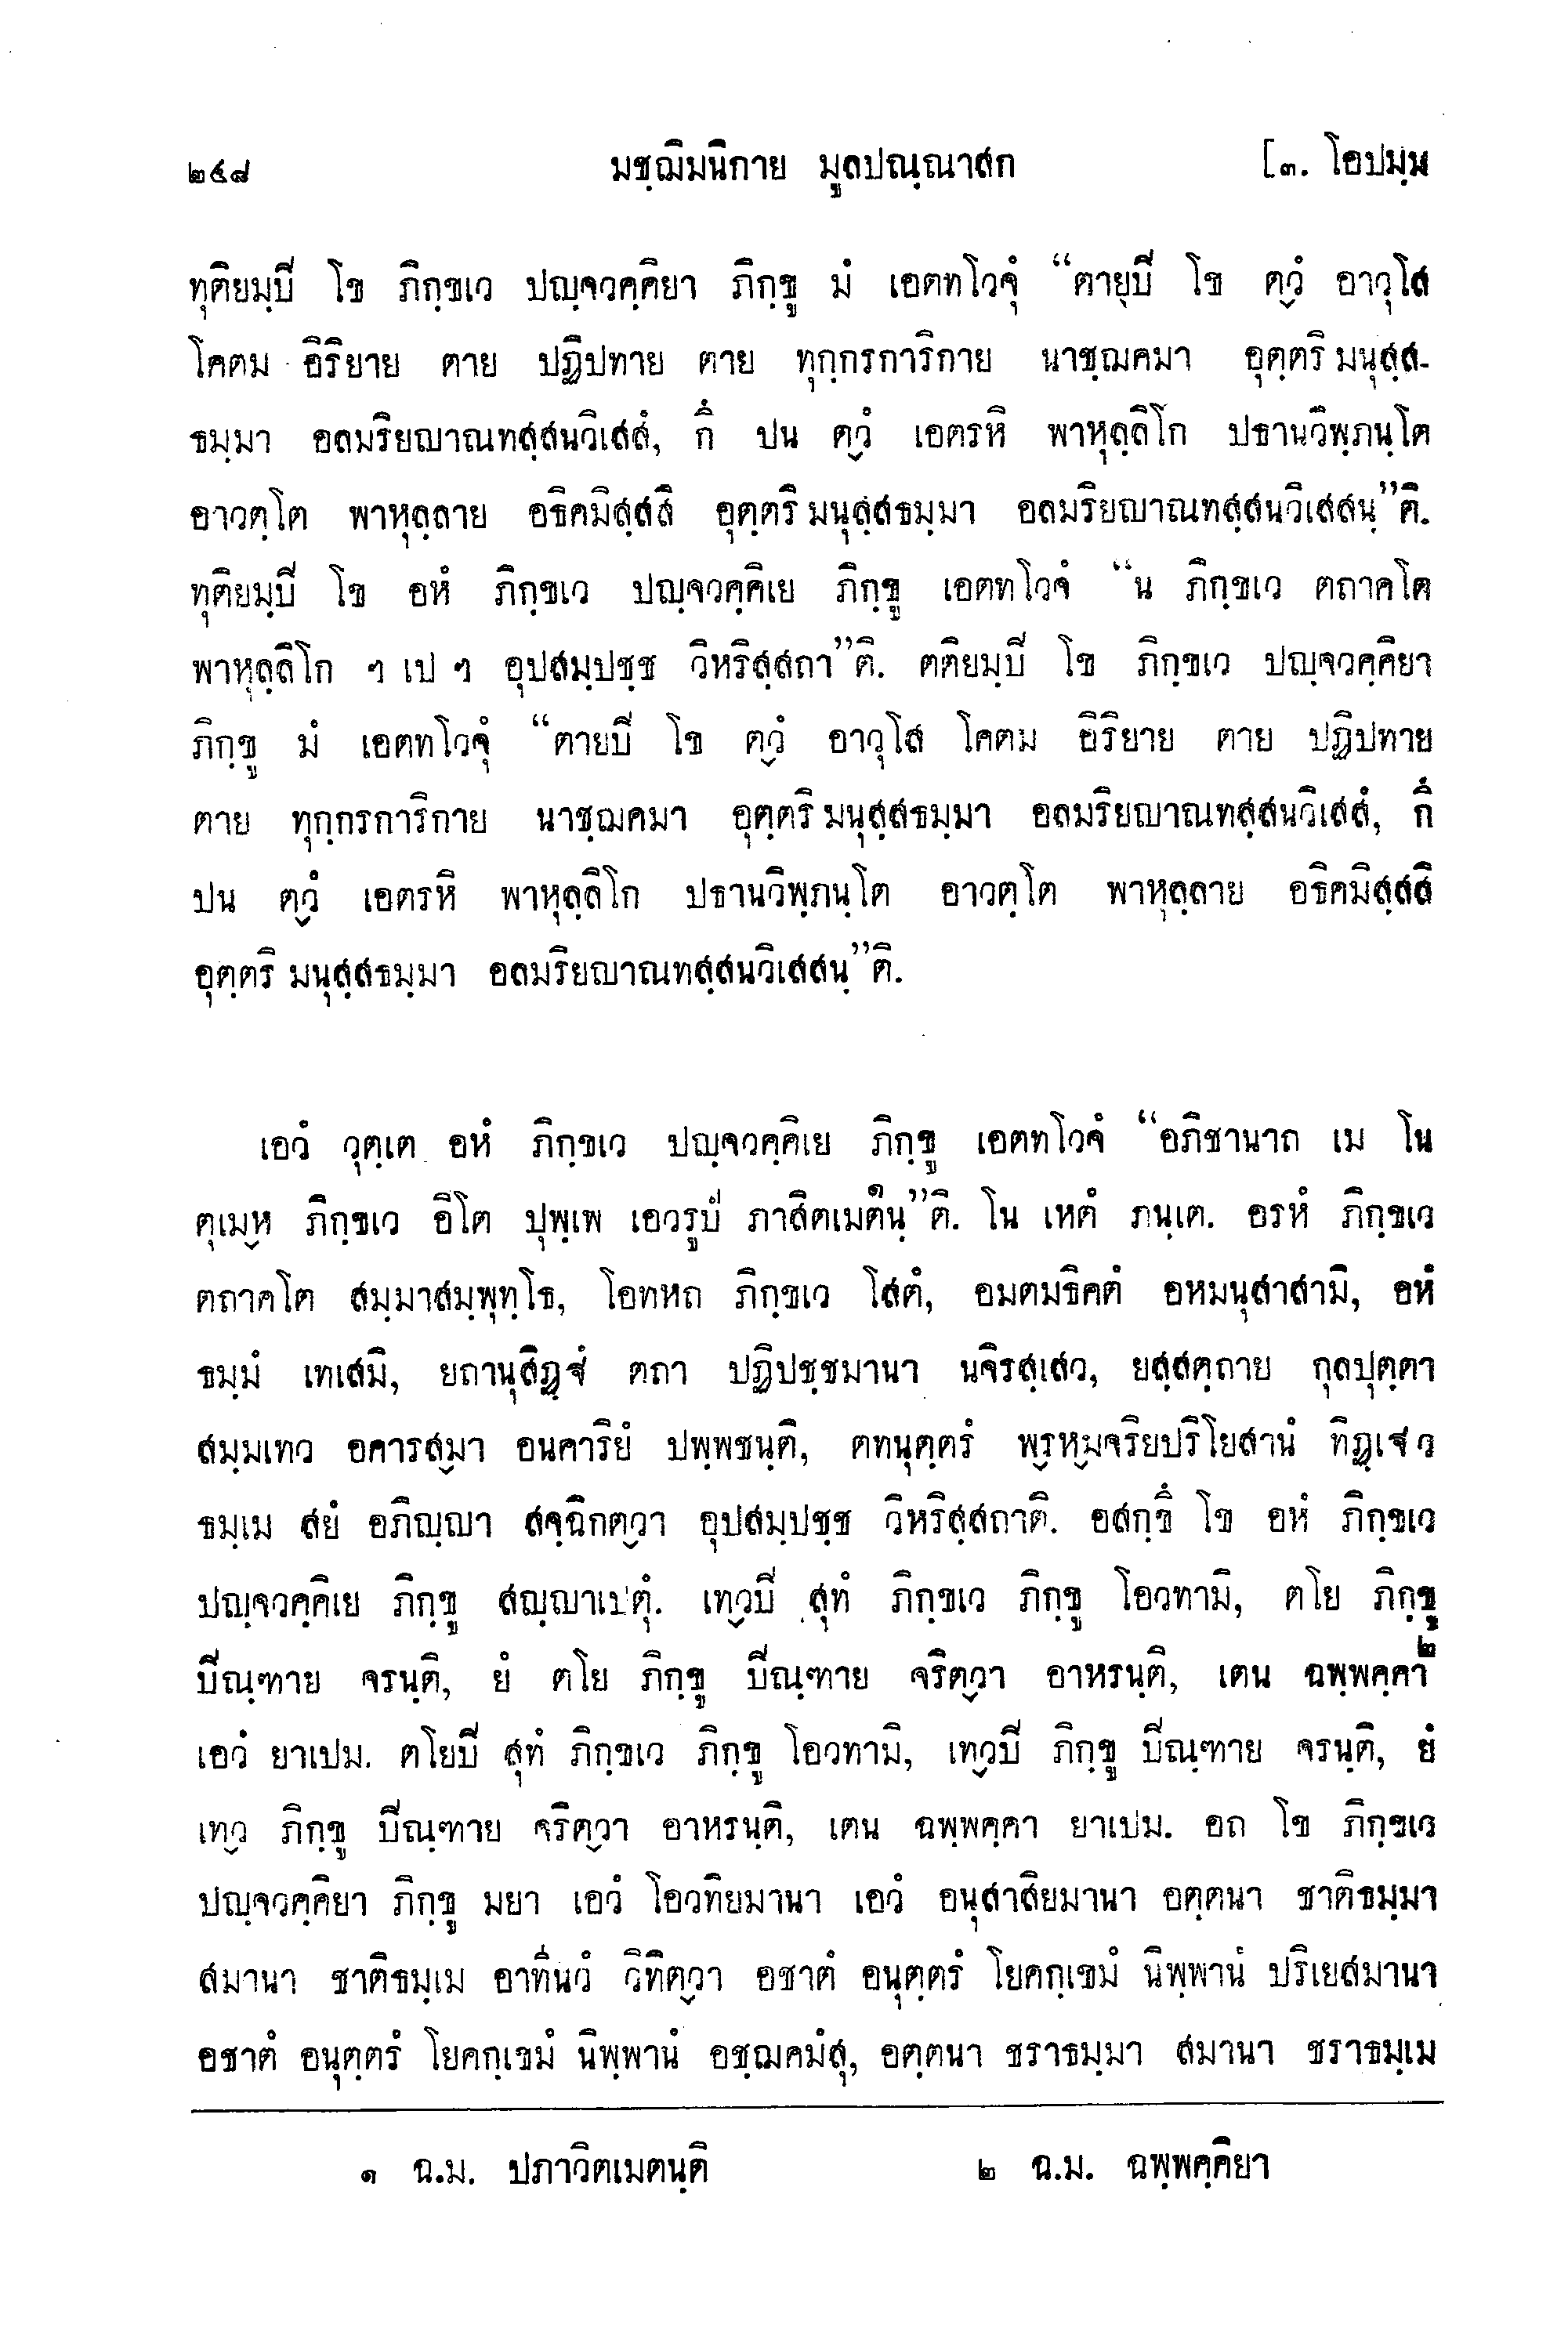 ๒๔๘ มชฺฌิมนิกาย มูลปณฺณาสก [๓. โอปมฺม
ทุติยมฺปิ โข ภิกฺขเว ปญฺจวคฺคิยา ภิกฺขู มํ เอตทโวจุํ “ตายปิ โข ตฺวํ อาวุโส
โคตม อิริยาย ตาย ปฏิปทาย ตาย ทุกฺกรการิกาย นาชฺฌคมา อุตฺตริ มนุสฺส-
ธมฺมา อลมริยญาณทสฺสนวิเสสํ, กึ ปน ตฺวํ เอตรหิ พาหุลฺลิโก ปธานวิพฺภนฺโต
อาวตฺโต พาหุลฺลาย อธิคมิสฺสสิ อุตฺตริ มนุสฺสธมฺมา อลมริยญาณทสฺสนวิเสสนฺ”ติ.
ทุติยมฺปิ โข อหํ ภิกฺขเว ปญฺจวคฺคิเย ภิกฺขู เอตทโวจํ “น ภิกฺขเว ตถาคโต
พาหุลฺลิโก ฯ เป ฯ อุปสมฺปชฺช วิหริสฺสถา”ติ. ตติยมฺปิ โข ภิกฺขเว ปญฺจวคฺคิยา
ภิกฺขู มํ เอตทโวจุํ “ตายปิ โข ตฺวํ อาวุโส โคตม อิริยาย ตาย ปฏิปทาย
ตาย ทุกฺกรการิกาย นาชฺฌคมา อุตฺตริ มนุสฺสธมฺมา อลมริยญาณทสฺสนวิเสสํ, กึ
ปน ตฺวํ เอตรหิ พาหุลฺลิโก ปธานวิพฺภนฺโต อาวตฺโต พาหุลฺลาย อธิคมิสฺสสิ
อุตฺตริ มนุสฺสธมฺมา อลมริยญาณทสฺสนวิเสสนฺ”ติ.
เอวํ วุตฺเต อหํ ภิกฺขเว ปญฺจวคฺคิเย ภิกฺขู เอตทโวจํ “อภิชานาถ เม โน
ตุเมฺห ภิกฺขเว อิโต ปุพฺเพ เอวรูปํ ภาสิตเมตํ๑นฺ”ติ. โน เหตํ ภนฺเต. อรหํ ภิกฺขเว
ตถาคโต สมฺมาสมฺพุทฺโธ, โอทหถ ภิกฺขเว โสตํ, อมตมธิคตํ อหมนุสาสามิ, อหํ
ธมฺมํ เทเสมิ, ยถานุสิฏฺฐํ ตถา ปฏิปชฺชมานา นจิรสฺเสว, ยสฺสตฺถาย กุลปุตฺตา
สมฺมเทว อคารสฺมา อนคาริยํ ปพฺพชนฺติ, ตทนุตฺตรํ พฺรหฺมจริยปริโยสานํ ทิฏฺเฐว
ธมฺเม สยํ อภิญฺญา สจฺฉิกตฺวา อุปสมฺปชฺช วิหริสฺสถาติ. อสกฺขึ โข อหํ ภิกฺขเว
ปญฺจวคฺคิเย ภิกฺขู สญฺญาเปตุํ. เทฺวปิ สุทํ ภิกฺขเว ภิกฺขู โอวทามิ, ตโย ภิกฺขู
ปิณฺฑาย จรนฺติ, ยํ ตโย ภิกฺขู ปิณฺฑาย จริตฺวา อาหรนฺติ, เตน ฉพฺพคฺคา๒
เอวํ ยาเปม. ตโยปิ สุทํ ภิกฺขเว ภิกฺขู โอวทามิ, เทฺวปิ ภิกฺขู ปิณฺฑาย จรนฺติ, ยํ
เทฺว ภิกฺขู ปิณฺฑาย จริตฺวา อาหรนฺติ, เตน ฉพฺพคฺคา ยาเปม. อถ โข ภิกฺขเว
ปญฺจวคฺคิยา ภิกฺขู มยา เอวํ โอวทิยมานา เอวํ อนุสาสิยมานา อตฺตนา ชาติธมฺมา
สมานา ชาติธมฺเม อาทีนวํ วิทิตฺวา อชาตํ อนุตฺตรํ โยคกฺเขมํ นิพฺพานํ ปริเยสมานา
อชาตํ อนุตฺตรํ โยคกฺเขมํ นิพฺพานํ อชฺฌคมํสุ, อตฺตนา ชราธมฺมา สมานา ชราธมฺเม
๑ ฉ.ม. ปภาวิตเมตนฺติ ๒ ฉ.ม. ฉพฺพคฺคิยา